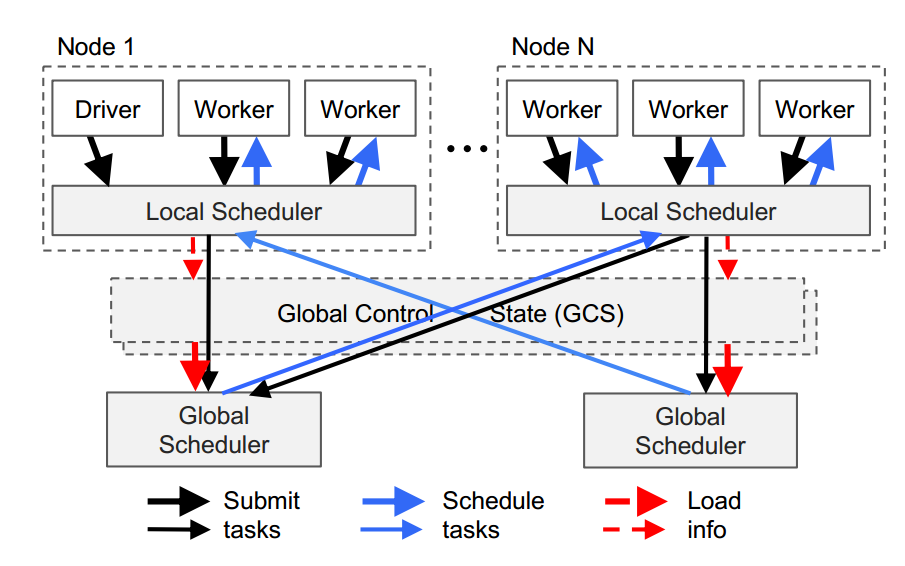 Node 1
Node N
Driver
Worker
Worker
...
Worker
Worker
Worker
Local Scheduler
Local Scheduler
Global Control State (GCS)
Global
Scheduler
Global
Scheduler
Submit
tasks
Schedule
tasks
Load
info